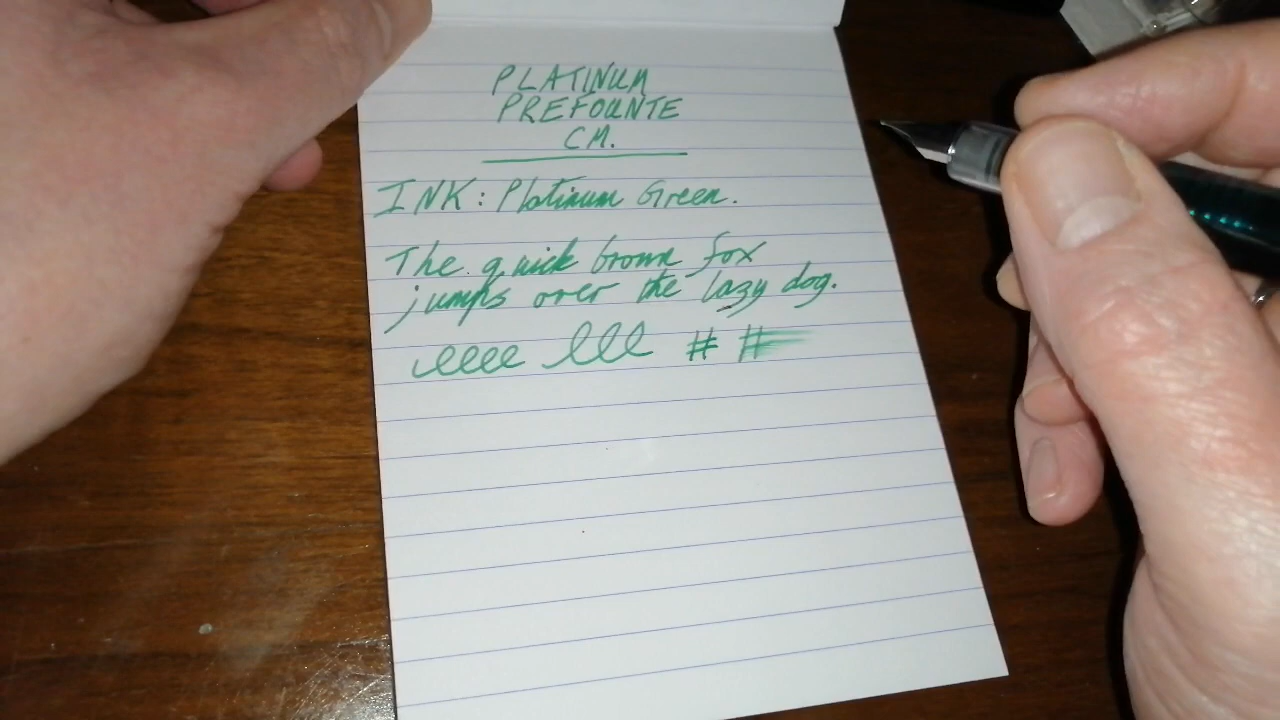 PLATINUM
PREFOUNTE
CM.
INK: Platinum Green.
The quick brown fox
jumps over the lazy dog.
eeee lll # #